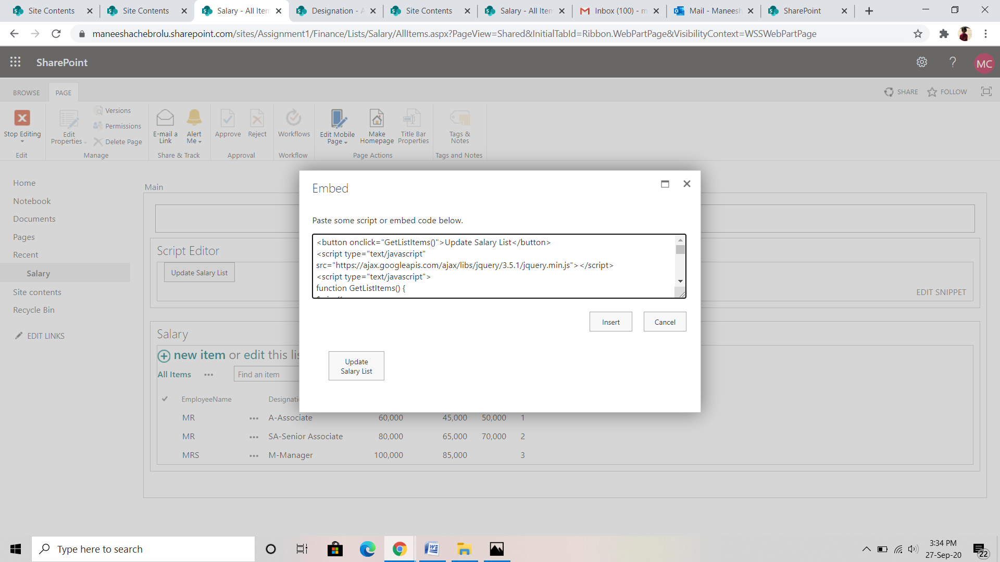 Site Contents
Site Contents
Salary - All Item
Designation - A
Site Contents
Salary - All Item
Inbox (100) - m
Mail - Maneesh
SharePoint
maneeshachebrolu.sharepoint.com/sites/Assignment1/Finance/Lists/Salary/AllItems.aspx?PageView=Shared&InitialTabId=Ribbon.WebPartPage&VisibilityContext=WSSWebPartPage
SharePoint
MC
BROWSE
PAGE
SHARE
FOLLOW
Stop Editing
Edit
Edit Properties
Versions
Permissions
Delete Page
Manage
E-mail a Link
Alert Me
Share & Track
Approve
Reject
Approval
Workflows
Workflow
Edit Mobile Page
Make Homepage
Title Bar Properties
Page Actions
Tags & Notes
Tags and Notes
Home
Notebook
Documents
Pages
Recent
Salary
Site contents
Recycle Bin
EDIT LINKS
Main
Script Editor
Update Salary List
EDIT SNIPPET
Embed
Paste some script or embed code below.
<button onclick="GetListItems()">Update Salary List</button>
<script type="text/javascript"
src="https://ajax.googleapis.com/ajax/libs/jquery/3.5.1/jquery.min.js"></script>
<script type="text/javascript">
function GetListItems() {
Insert
Cancel
Update
Salary List
Salary
new item or edit this lis
All Items
Find an item
EmployeeName Designati
MR A-Associate 60,000 45,000 50,000 1
MR SA-Senior Associate 80,000 65,000 70,000 2
MRS M-Manager 100,000 85,000 3
Type here to search
3:34 PM
27-Sep-20
22